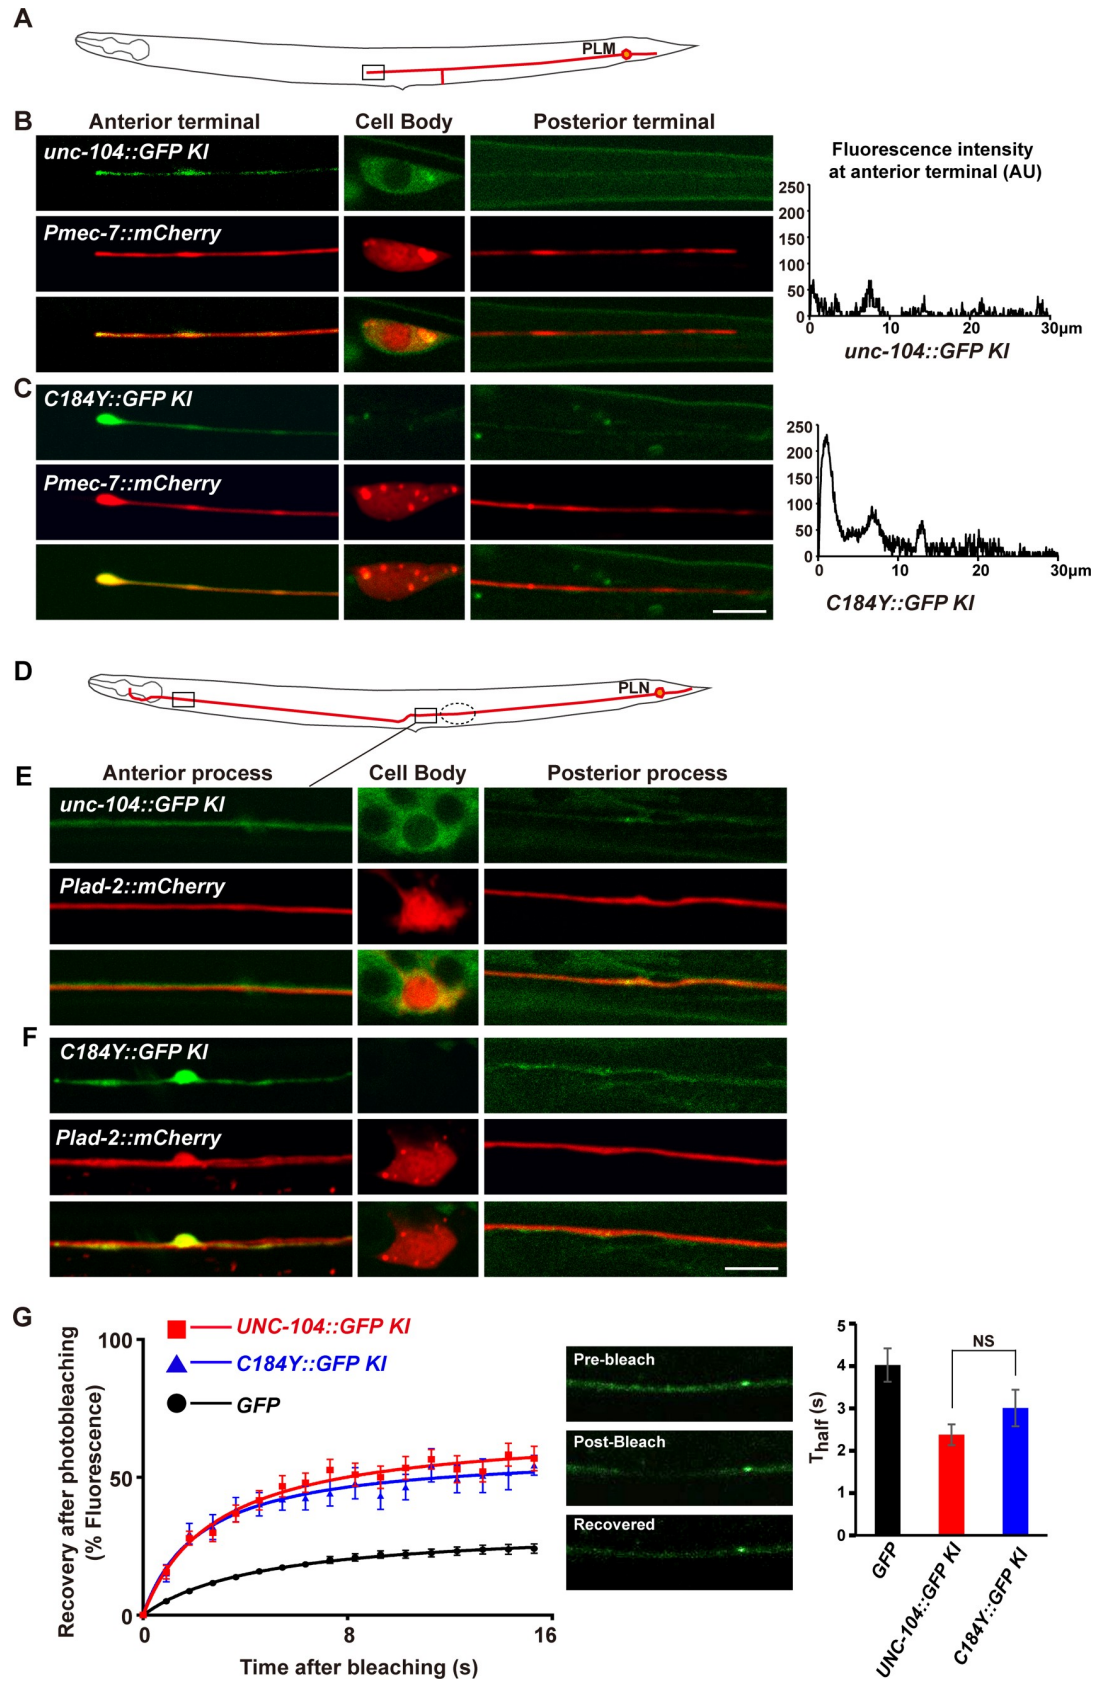 A
PLM
B
Anterior terminal
Cell Body
Posterior terminal
unc-104::GFP KI
Pmec-7::mCherry
Fluorescence intensity
at anterior terminal (AU)
250
200
150
100
50
0
0
10
20
30µm
unc-104::GFP KI
C
C184Y::GFP KI
Pmec-7::mCherry
250
200
150
100
50
0
0
10
20
30µm
C184Y::GFP KI
D
PLN
E
Anterior process
Cell Body
Posterior process
unc-104::GFP KI
Plad-2::mCherry
F
C184Y::GFP KI
Plad-2::mCherry
G
UNC-104::GFP KI
C184Y::GFP KI
GFP
Recovery after photobleaching
(% Fluorescence)
100
50
0
0
8
16
Time after bleaching (s)
Pre-bleach
Post-Bleach
Recovered
Thalf (s)
5
4
3
2
1
0
NS
GFP
UNC-104::GFP KI
C184Y::GFP KI